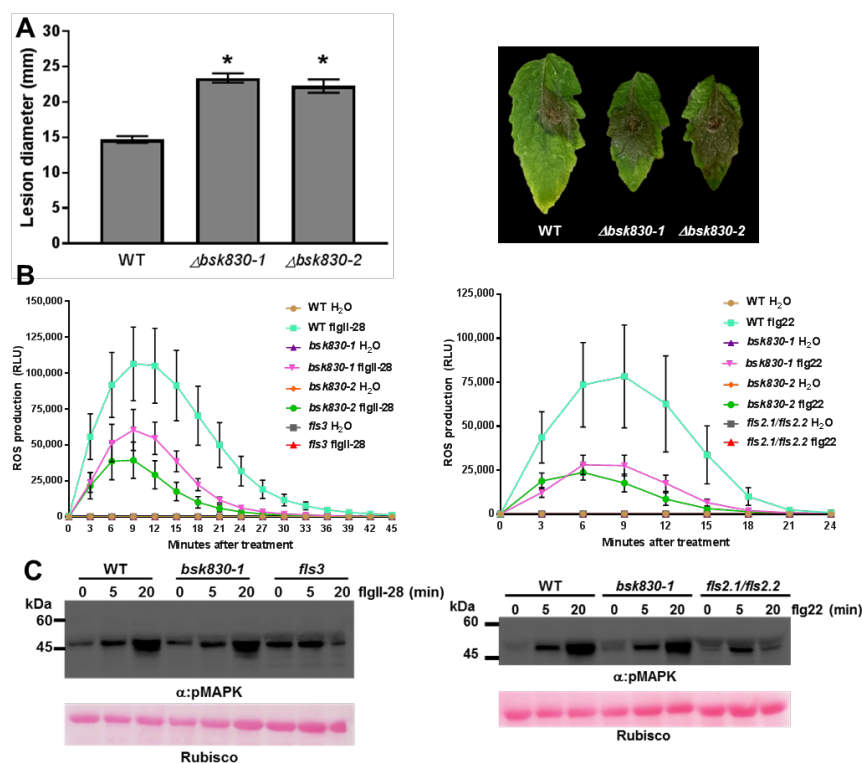 A
Lesion diameter (mm)
30
25
20
15
10
5
0
*
*
WT
Δbsk830-1
Δbsk830-2
WT
Δbsk830-1
Δbsk830-2
B
ROS production (RLU)
150,000
125,000
100,000
75,000
50,000
25,000
0
0 3 6 9 12 15 18 21 24 27 30 33 36 39 42 45
Minutes after treatment
WT H2O
WT flgII-28
bsk830-1 H2O
bsk830-1 flgII-28
bsk830-2 H2O
bsk830-2 flgII-28
fls3 H2O
fls3 flgII-28
ROS production (RLU)
125,000
100,000
75,000
50,000
25,000
0
0 3 6 9 12 15 18 21 24
Minutes after treatment
WT H2O
WT flg22
bsk830-1 H2O
bsk830-1 flg22
bsk830-2 H2O
bsk830-2 flg22
fls2.1/fls2.2 H2O
fls2.1/fls2.2 flg22
C
WT bsk830-1 fls3
0 5 20 0 5 20 0 5 20 flgII-28 (min)
kDa
60
45
α:pMAPK
Rubisco
WT bsk830-1 fls2.1/fls2.2
0 5 20 0 5 20 0 5 20 flg22 (min)
kDa
60
45
α:pMAPK
Rubisco